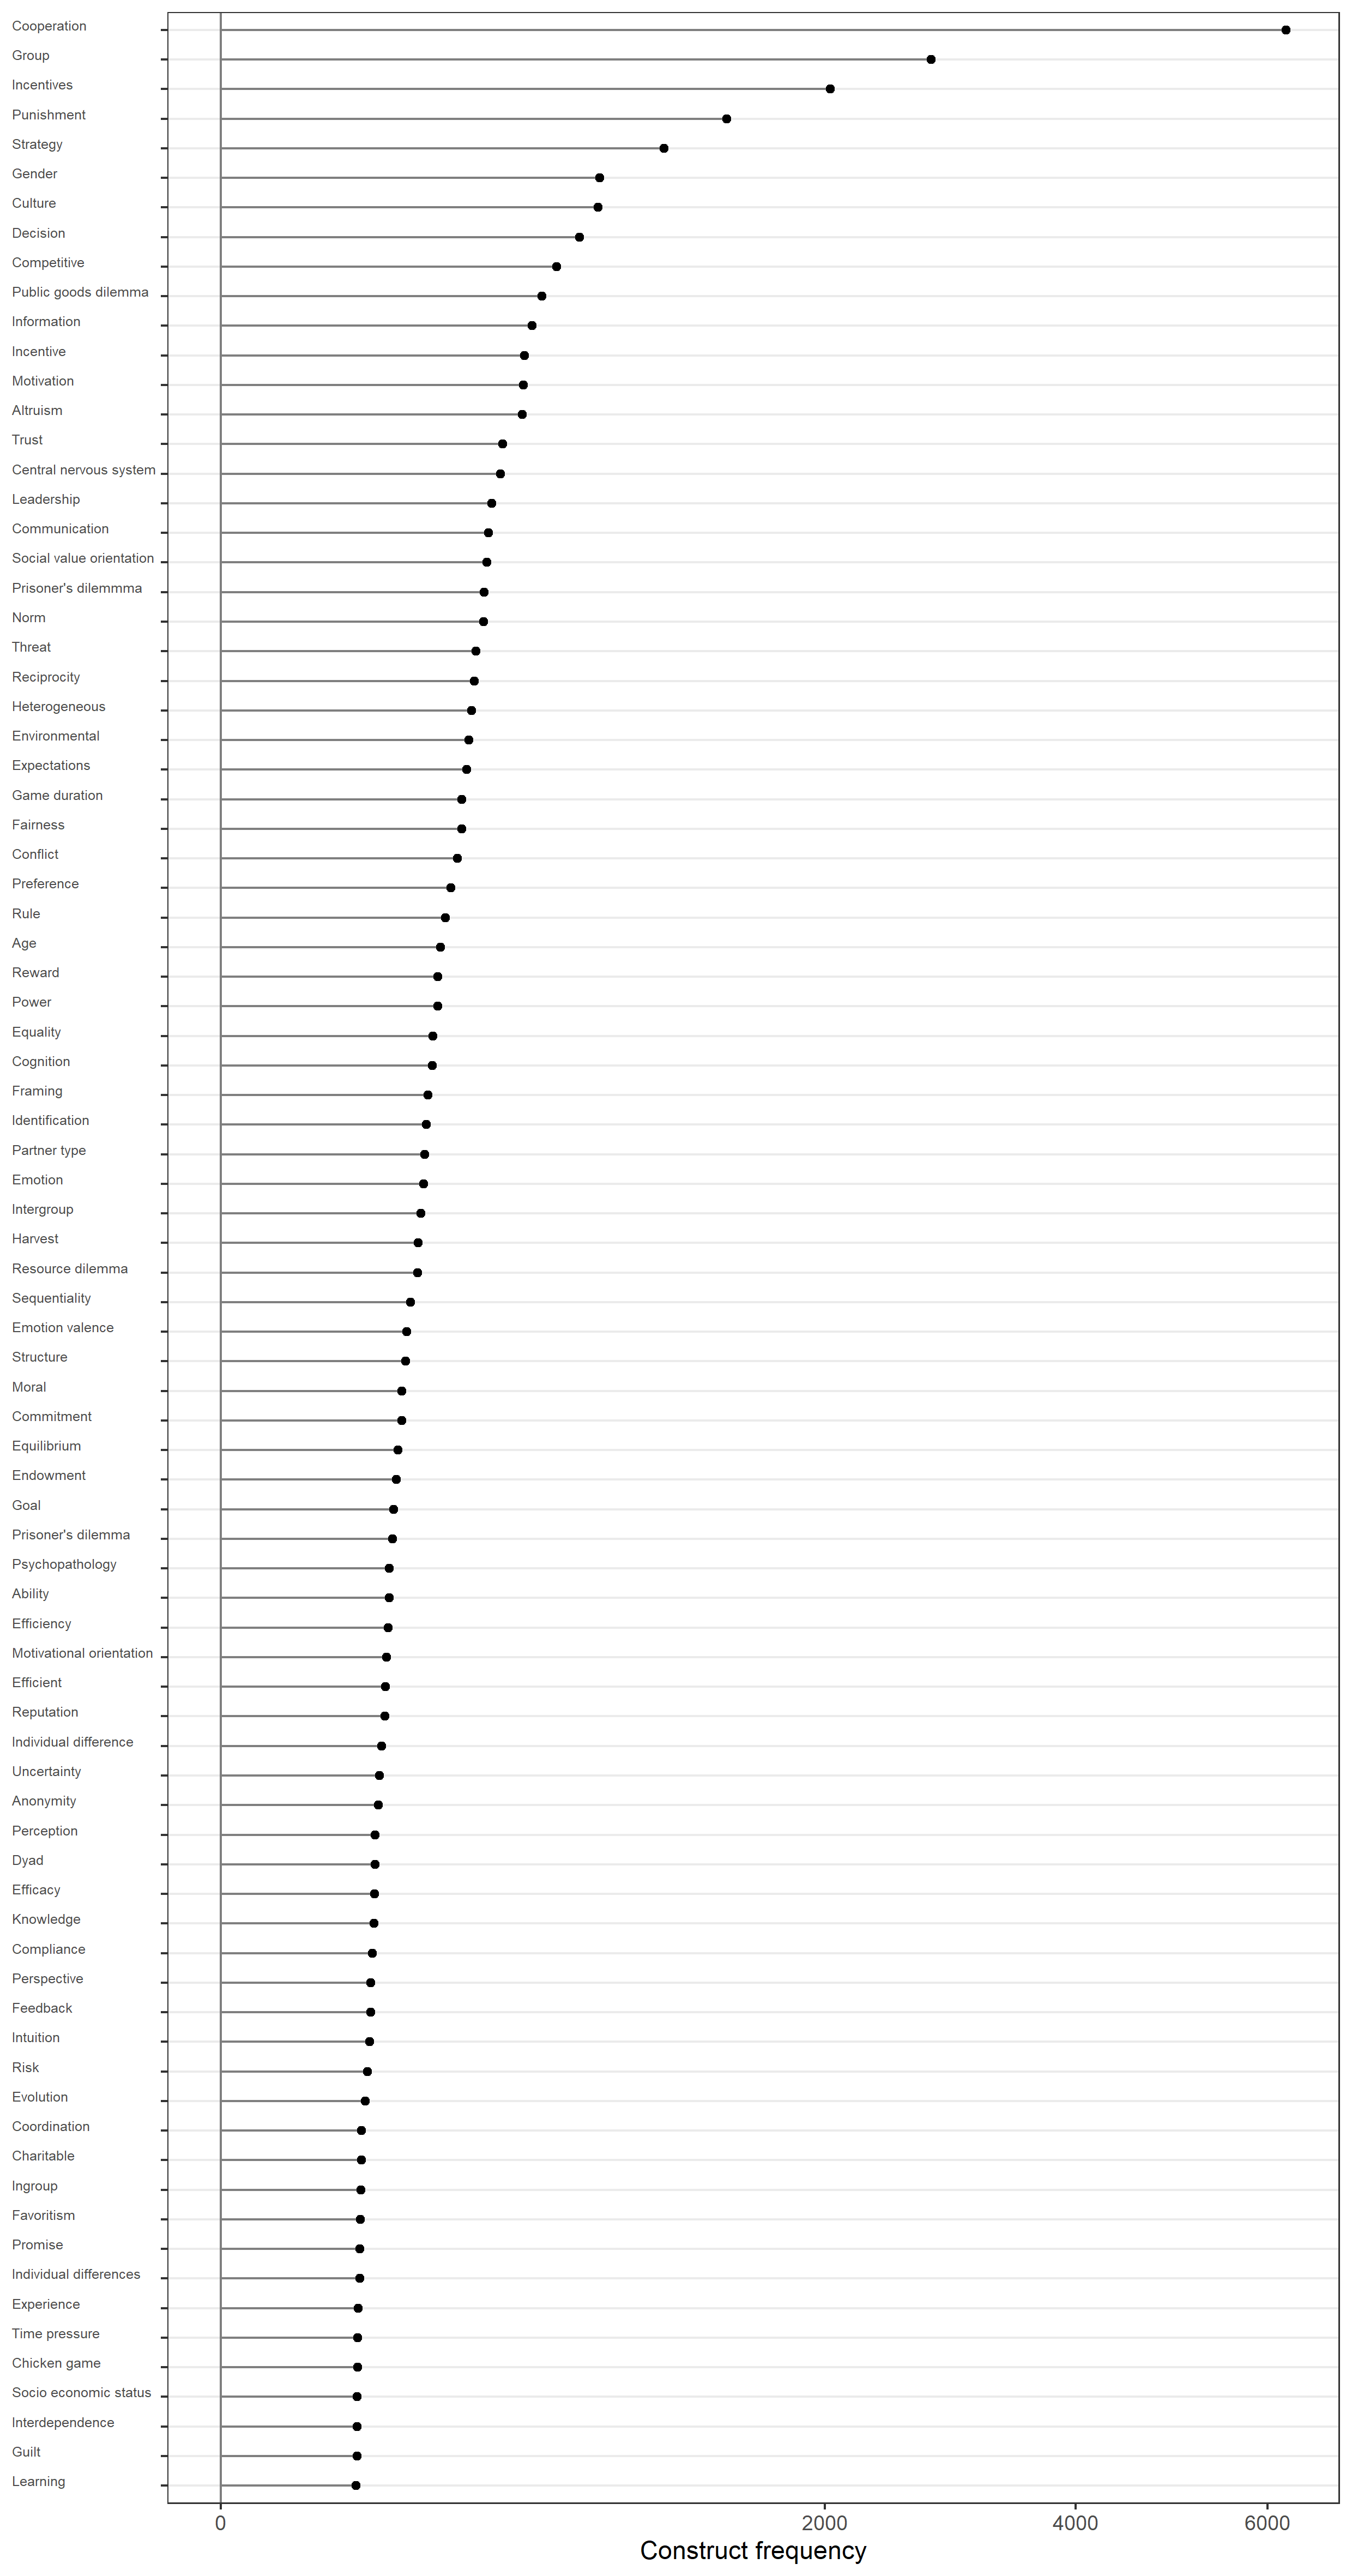 Cooperation
Group
Incentives
Punishment
Strategy
Gender
Culture
Decision
Competitive
Public goods dilemma
Information
Incentive
Motivation
Altruism
Trust
Central nervous system
Leadership
Communication
Social value orientation
Prisoner's dilemmma
Norm
Threat
Reciprocity
Heterogeneous
Environmental
Expectations
Game duration
Fairness
Conflict
Preference
Rule
Age
Reward
Power
Equality
Cognition
Framing
Identification
Partner type
Emotion
Intergroup
Harvest
Resource dilemma
Sequentiality
Emotion valence
Structure
Moral
Commitment
Equilibrium
Endowment
Goal
Prisoner's dilemma
Psychopathology
Ability
Efficiency
Motivational orientation
Efficient
Reputation
Individual difference
Uncertainty
Anonymity
Perception
Dyad
Efficacy
Knowledge
Compliance
Perspective
Feedback
Intuition
Risk
Evolution
Coordination
Charitable
Ingroup
Favoritism
Promise
Individual differences
Experience
Time pressure
Chicken game
Socio economic status
Interdependence
Guilt
Learning
0 2000 4000 6000
Construct frequency